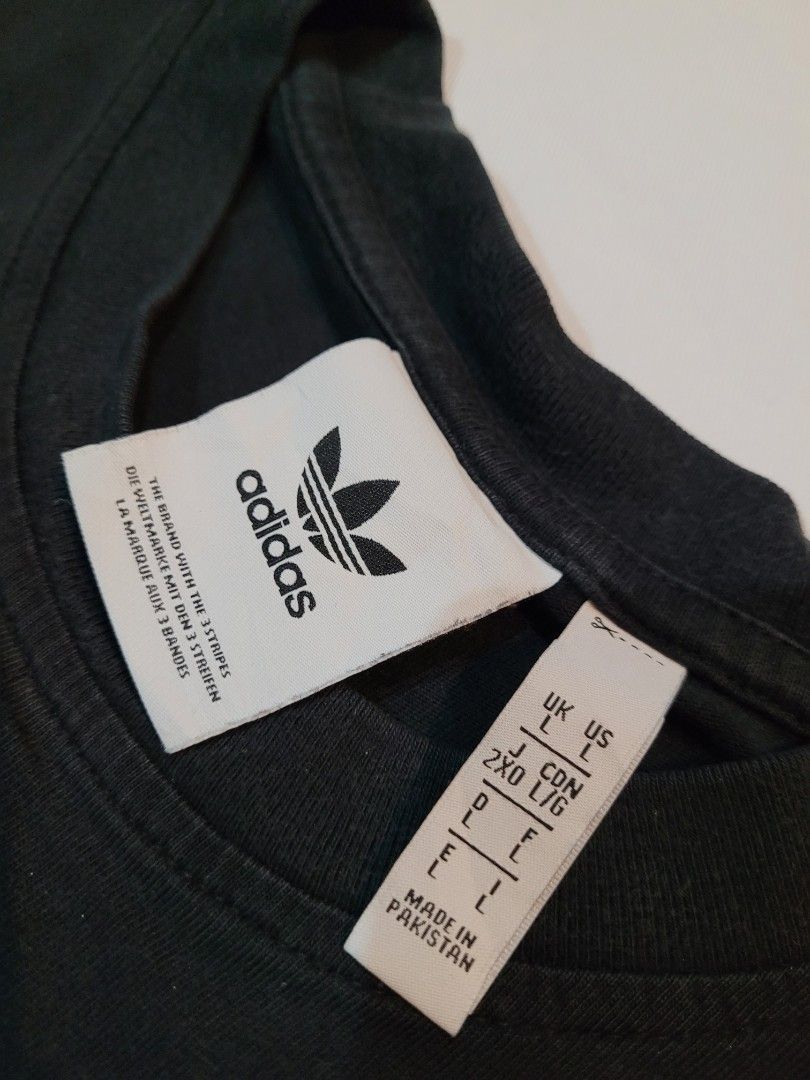 adidas
THE BRAND WITH THE 3 STRIPES
DIE WELTMARKE MIT DEN 3 STREIFEN
LA MARQUE AUX 3 BANDES
UK US
L L
J CDN
2XO L/G
D F
L L
E I
L L
MADE IN
PAKISTAN